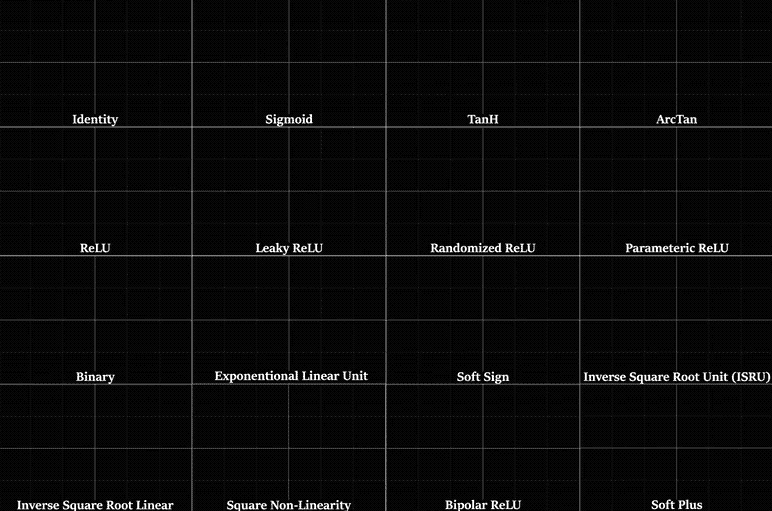 Identity
Sigmoid
TanH
ArcTan
ReLU
Leaky ReLU
Randomized ReLU
Parameteric ReLU
Binary
Exponentional Linear Unit
Soft Sign
Inverse Square Root Unit (ISRU)
Inverse Square Root Linear
Square Non-Linearity
Bipolar ReLU
Soft Plus